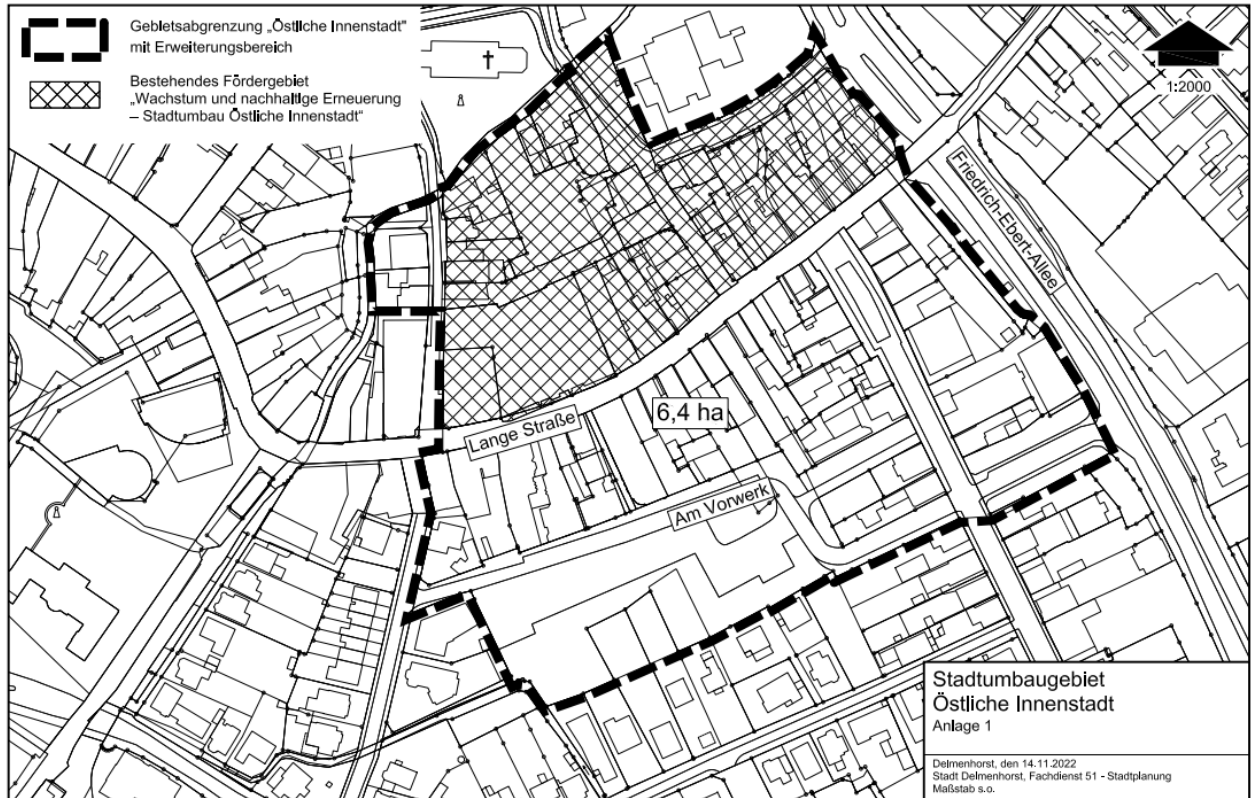 Gebietsabgrenzung „Östliche Innenstadt"
mit Erweiterungsbereich
Bestehendes Fördergebiet
„Wachstum und nachhaltige Erneuerung
– Stadtumbau Östliche Innenstadt"
1:2000
Friedrich-Ebert-Allee
6,4 ha
Lange Straße
Am Vorwerk
Stadtumbaugebiet
Östliche Innenstadt
Anlage 1
Delmenhorst, den 14.11.2022
Stadt Delmenhorst, Fachdienst 51 - Stadtplanung
Maßstab s.o.